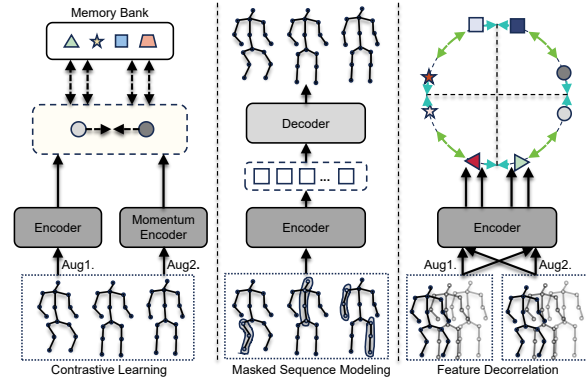 Memory Bank
Encoder
Momentum
Encoder
Aug1.
Aug2.
Contrastive Learning
Decoder
...
Encoder
Masked Sequence Modeling
Encoder
Aug1.
Aug2.
Feature Decorrelation